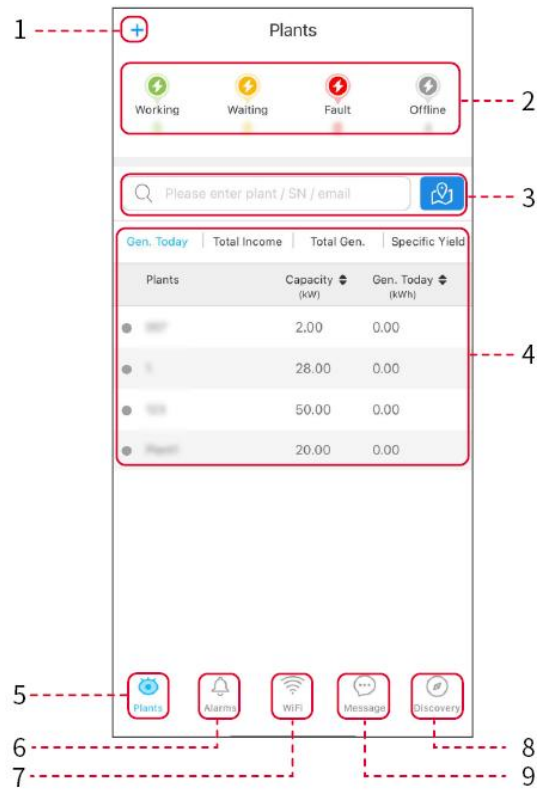 1
Plants
Working Waiting Fault Offline
2
Please enter plant / SN / email
3
Gen. Today Total Income Total Gen. Specific Yield
Plants Capacity Gen. Today
(kW) (kWh)
2.00 0.00
28.00 0.00
4
50.00 0.00
20.00 0.00
5
Plants Alarms WiFi Message Discovery
6 8
7 9